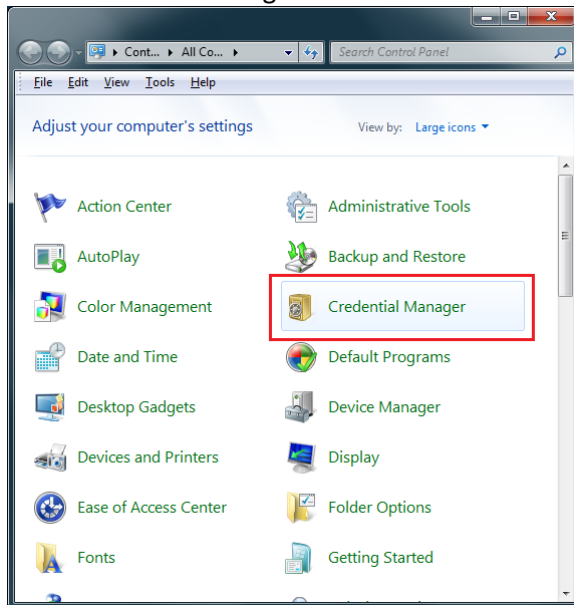 Cont... All Co... Search Control Panel
File Edit View Tools Help
Adjust your computer's settings View by: Large icons
Action Center Administrative Tools
AutoPlay Backup and Restore
Color Management Credential Manager
Date and Time Default Programs
Desktop Gadgets Device Manager
Devices and Printers Display
Ease of Access Center Folder Options
Fonts Getting Started